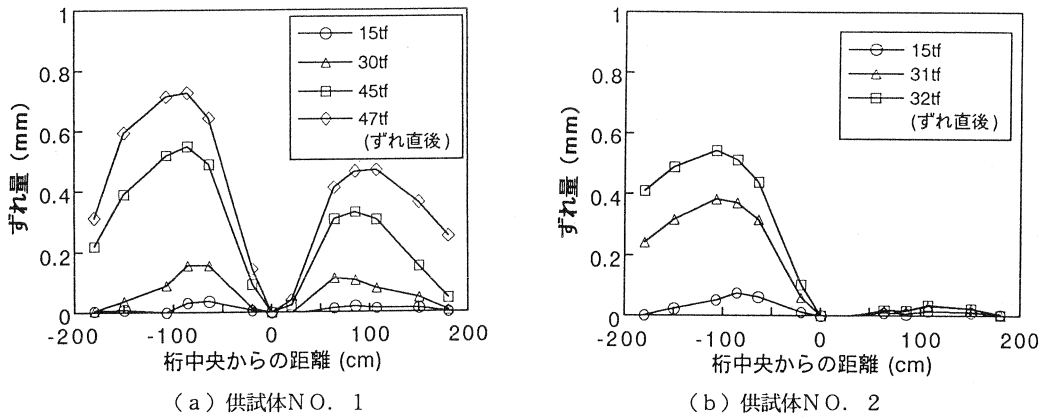 1
0.8
0.6
0.4
0.2
0
ずれ量 (mm)
-200
-100
0
100
200
桁中央からの距離 (cm)
15tf
30tf
45tf
47tf
(ずれ直後)
(a) 供試体NO. 1
1
0.8
0.6
0.4
0.2
0
ずれ量 (mm)
-200
-100
0
100
200
桁中央からの距離 (cm)
15tf
31tf
32tf
(ずれ直後)
(b) 供試体NO. 2